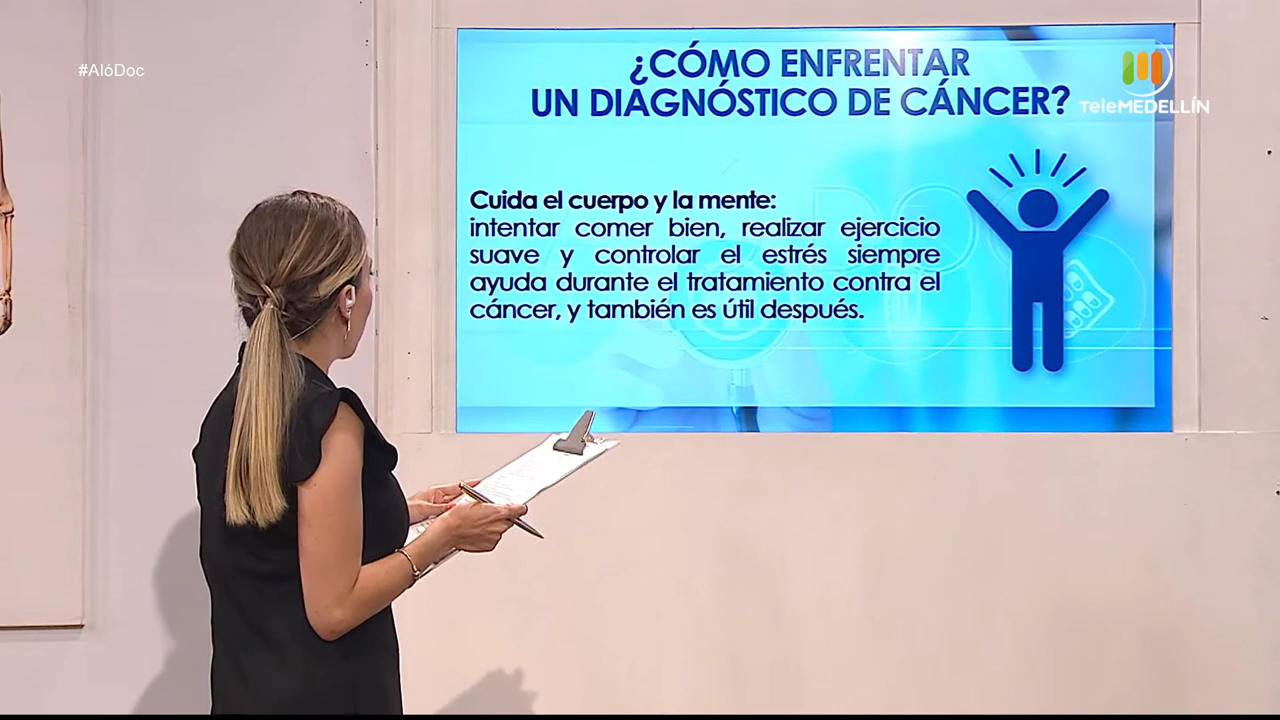 #AlóDoc
¿CÓMO ENFRENTAR
UN DIAGNÓSTICO DE CÁNCER?
TeleMEDELLÍN
Cuida el cuerpo y la mente:
intentar comer bien, realizar ejercicio
suave y controlar el estrés siempre
ayuda durante el tratamiento contra el
cáncer, y también es útil después.